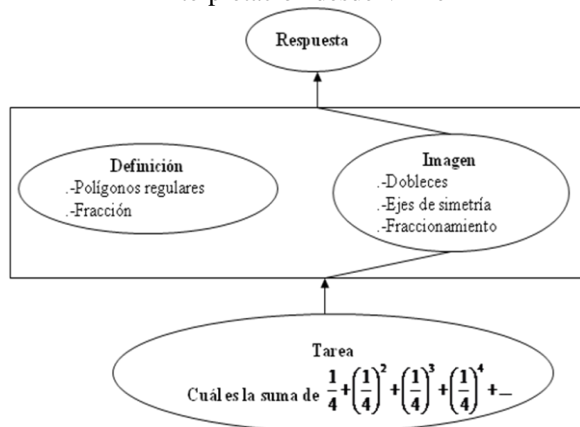 Respuesta
Definición
.-Polígonos regulares
.-Fracción
Imagen
.-Dobleces
.-Ejes de simetría
.-Fraccionamiento
Tarea
Cuál es la suma de 1/4+(1/4)^2+(1/4)^3+(1/4)^4+...